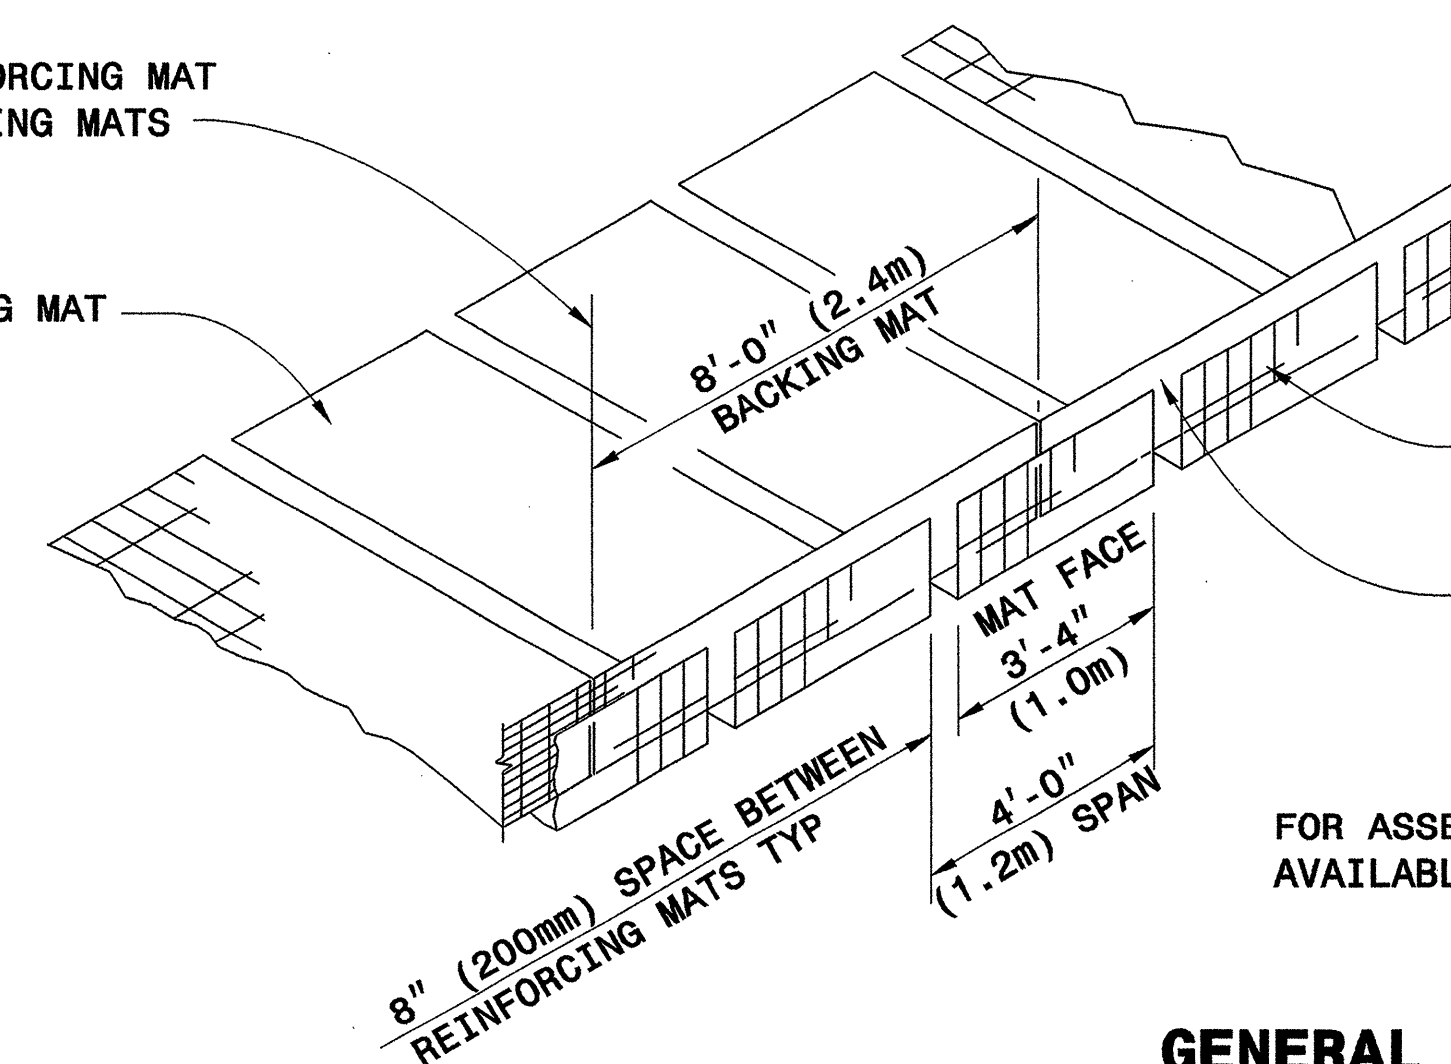 ORCING MAT
ING MATS
G MAT
8'-0" (2.4m)
BACKING MAT
MAT FACE
3'-4"
(1.0m)
4'-0"
(1.2m) SPAN
8" (200mm) SPACE BETWEEN
REINFORCING MATS TYP
FOR ASSE
AVAILABL
GENERAL